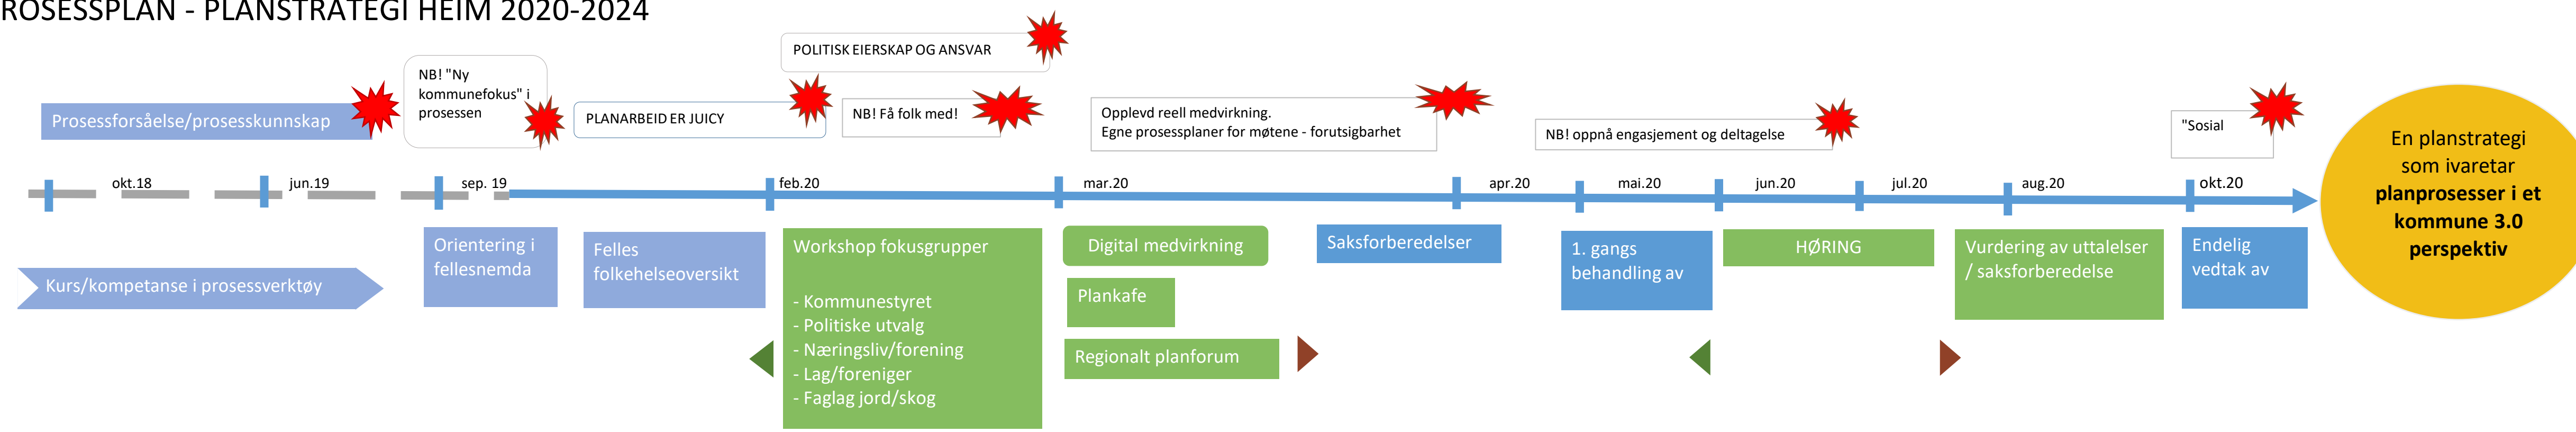 ROSESSPLAN - PLANSTRATEGI HEIM 2020-2024
POLITISK EIERSKAP OG ANSVAR
NB! "Ny
kommunefokus" i
prosessen
Prosessforsåelse/prosesskunnskap
PLANARBEID ER JUICY
NB! Få folk med!
Opplevd reell medvirkning.
Egne prosessplaner for møtene - forutsigbarhet
NB! oppnå engasjement og deltagelse
"Sosial
okt.18
jun.19
sep. 19
feb.20
mar.20
apr.20
mai.20
jun.20
jul.20
aug.20
okt.20
En planstrategi
som ivaretar
planprosesser i et
kommune 3.0
perspektiv
Kurs/kompetanse i prosessverktøy
Orientering i
fellesnemda
Felles
folkehelseoversikt
Workshop fokusgrupper
- Kommunestyret
- Politiske utvalg
- Næringsliv/forening
- Lag/foreniger
- Faglag jord/skog
Digital medvirkning
Plankafe
Regionalt planforum
Saksforberedelser
1. gangs
behandling av
HØRING
Vurdering av uttalelser
/ saksforberedelse
Endelig
vedtak av